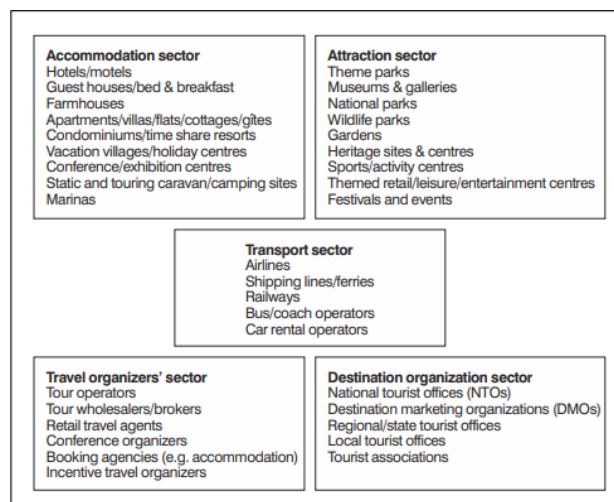 Accommodation sector
Hotels/motels
Guest houses/bed & breakfast
Farmhouses
Apartments/villas/flats/cottages/gîtes
Condominiums/time share resorts
Vacation villages/holiday centres
Conference/exhibition centres
Static and touring caravan/camping sites
Marinas
Attraction sector
Theme parks
Museums & galleries
National parks
Wildlife parks
Gardens
Heritage sites & centres
Sports/activity centres
Themed retail/leisure/entertainment centres
Festivals and events
Transport sector
Airlines
Shipping lines/ferries
Railways
Bus/coach operators
Car rental operators
Travel organizers' sector
Tour operators
Tour wholesalers/brokers
Retail travel agents
Conference organizers
Booking agencies (e.g. accommodation)
Incentive travel organizers
Destination organization sector
National tourist offices (NTOs)
Destination marketing organizations (DMOs)
Regional/state tourist offices
Local tourist offices
Tourist associations